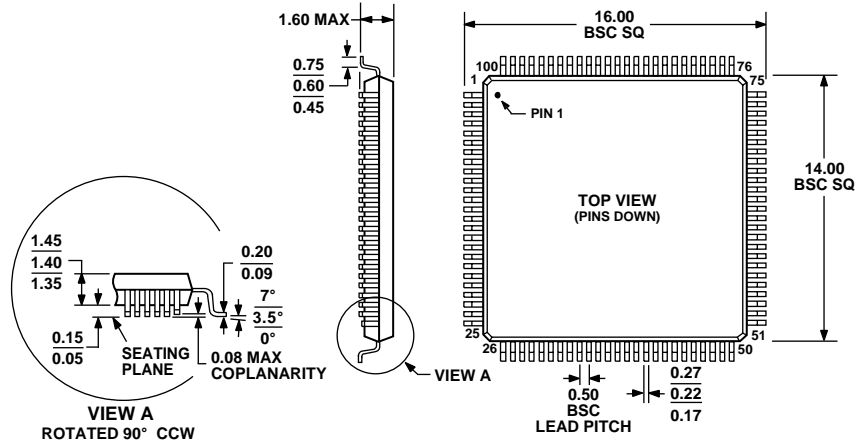 1.60 MAX
0.75
0.60
0.45
16.00
BSC SQ
100
76
1
75
PIN 1
TOP VIEW
(PINS DOWN)
14.00
BSC SQ
25
51
26
50
VIEW A
0.50
BSC
LEAD PITCH
0.27
0.22
0.17
1.45
1.40
1.35
0.20
0.09
7°
3.5°
0°
0.15
0.05
SEATING
PLANE
0.08 MAX
COPLANARITY
VIEW A
ROTATED 90° CCW